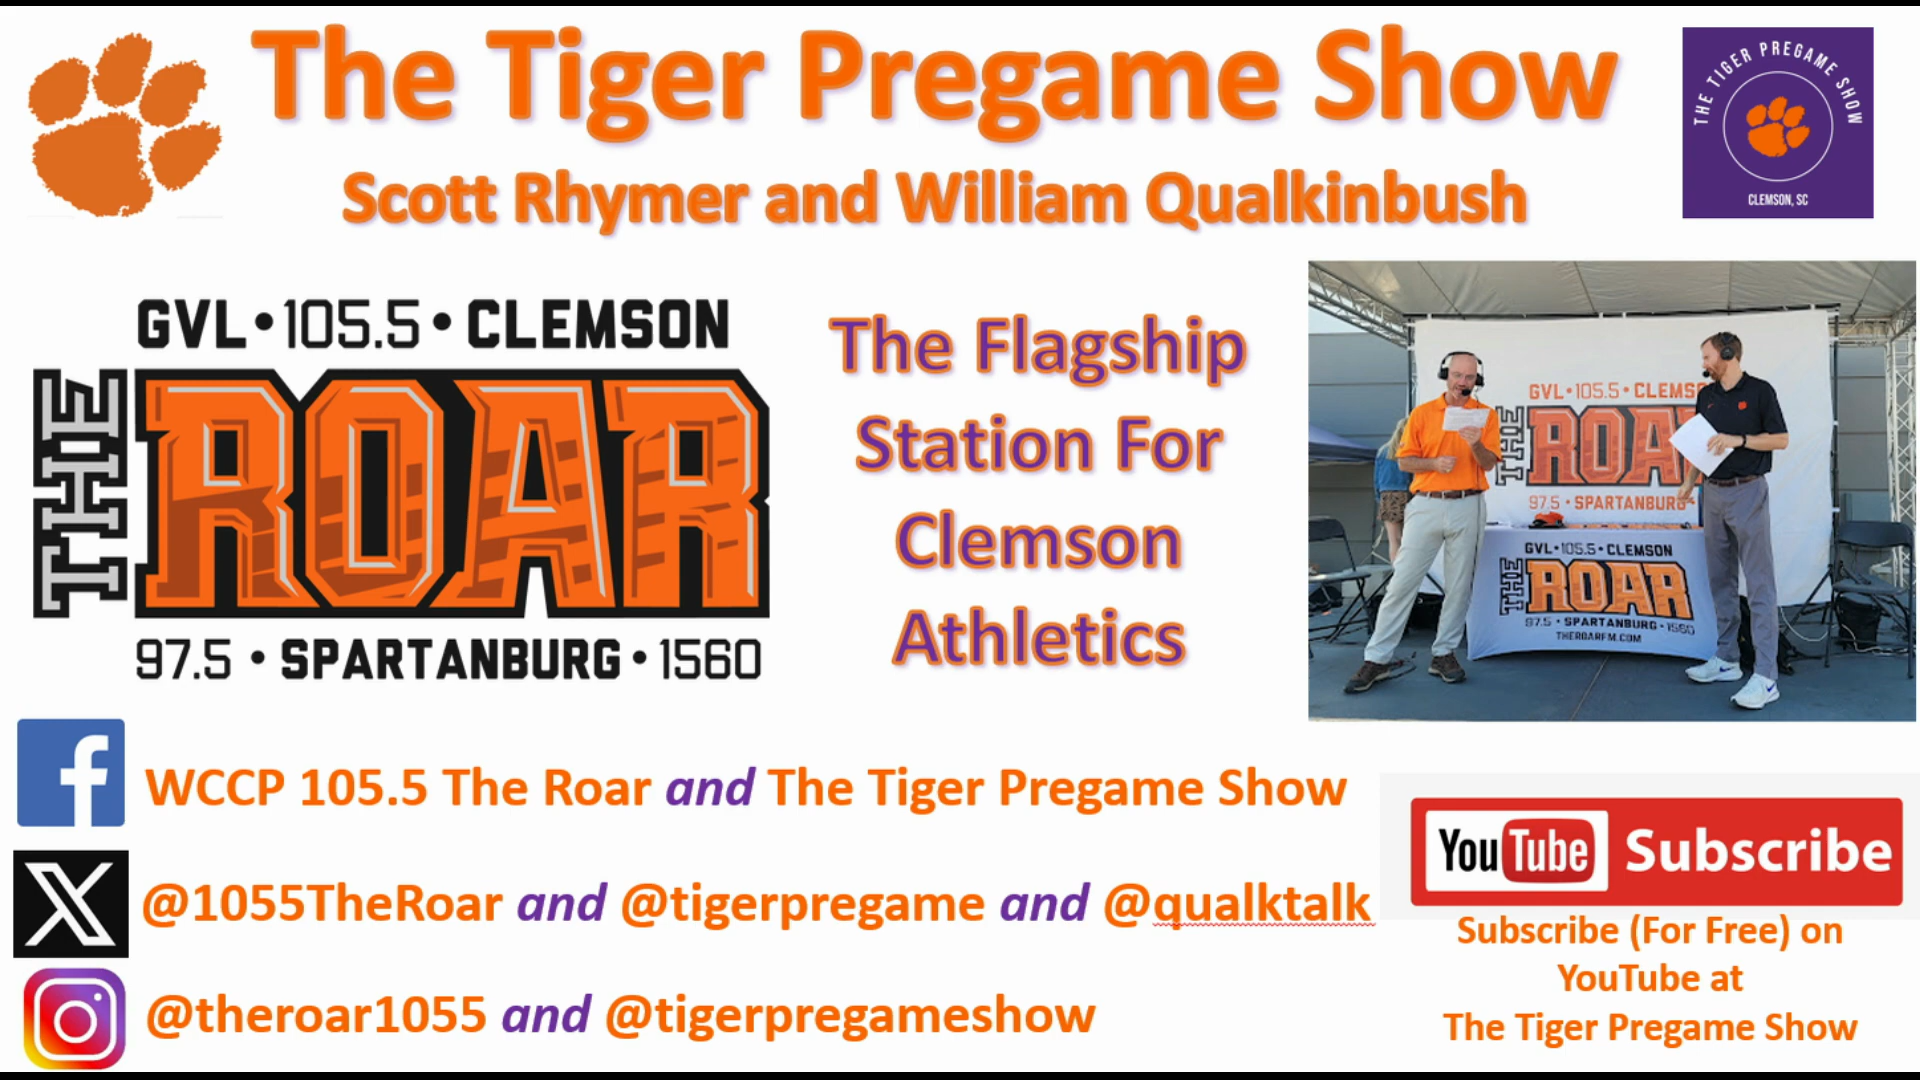 The Tiger Pregame Show
THE TIGER PREGAME SHOW
CLEMSON, SC
Scott Rhymer and William Qualkinbush
GVL • 105.5 • CLEMSON
THE ROAR
97.5 • SPARTANBURG • 1560
The Flagship
Station For
Clemson
Athletics
GVL • 105.5 • CLEMS
THE ROA
97.5 • SPARTANBURG
GVL • 105.5 • CLEMSON
THE ROAR
97.5 • SPARTANBURG • 1560
THEROARFM.COM
f WCCP 105.5 The Roar and The Tiger Pregame Show
X @1055TheRoar and @tigerpregame and @qualktalk
@theroar1055 and @tigerpregameshow
YouTube Subscribe
Subscribe (For Free) on
YouTube at
The Tiger Pregame Show